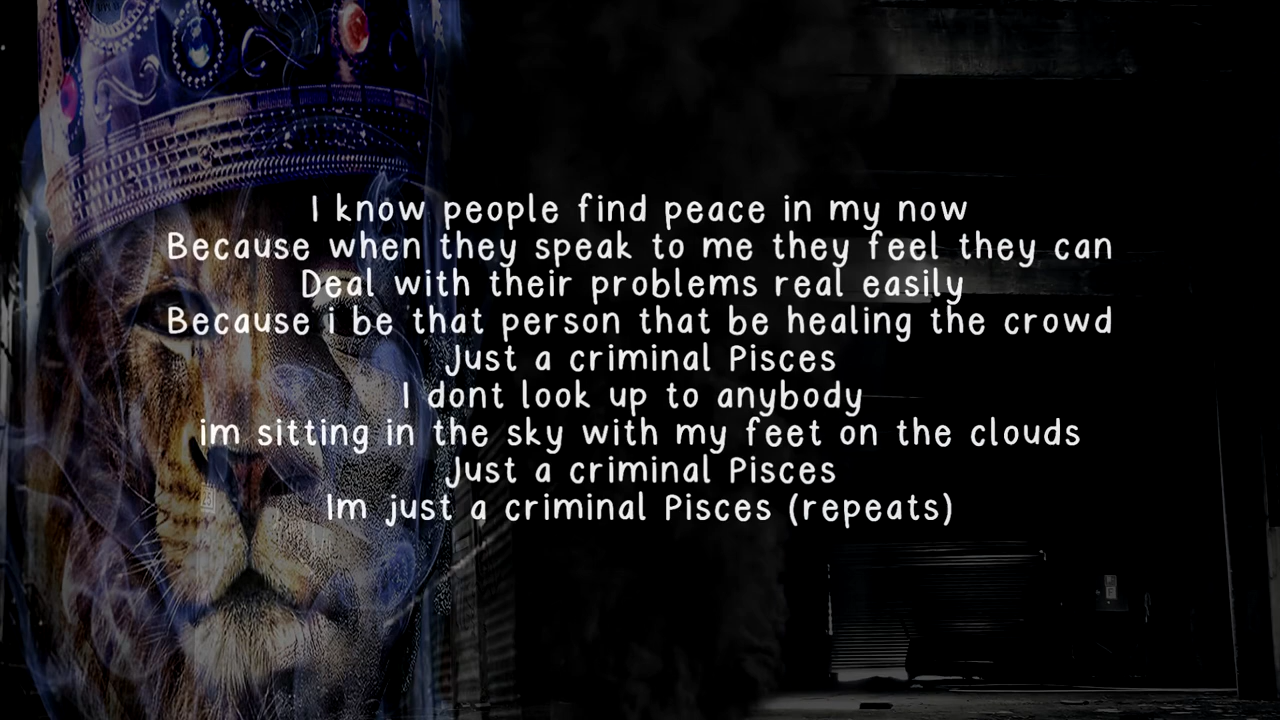 I know people find peace in my now
Because when they speak to me they feel they can
Deal with their problems real easily
Because i be that person that be healing the crowd
Just a criminal Pisces
I dont look up to anybody
im sitting in the sky with my feet on the clouds
Just a criminal Pisces
Im just a criminal Pisces (repeats)